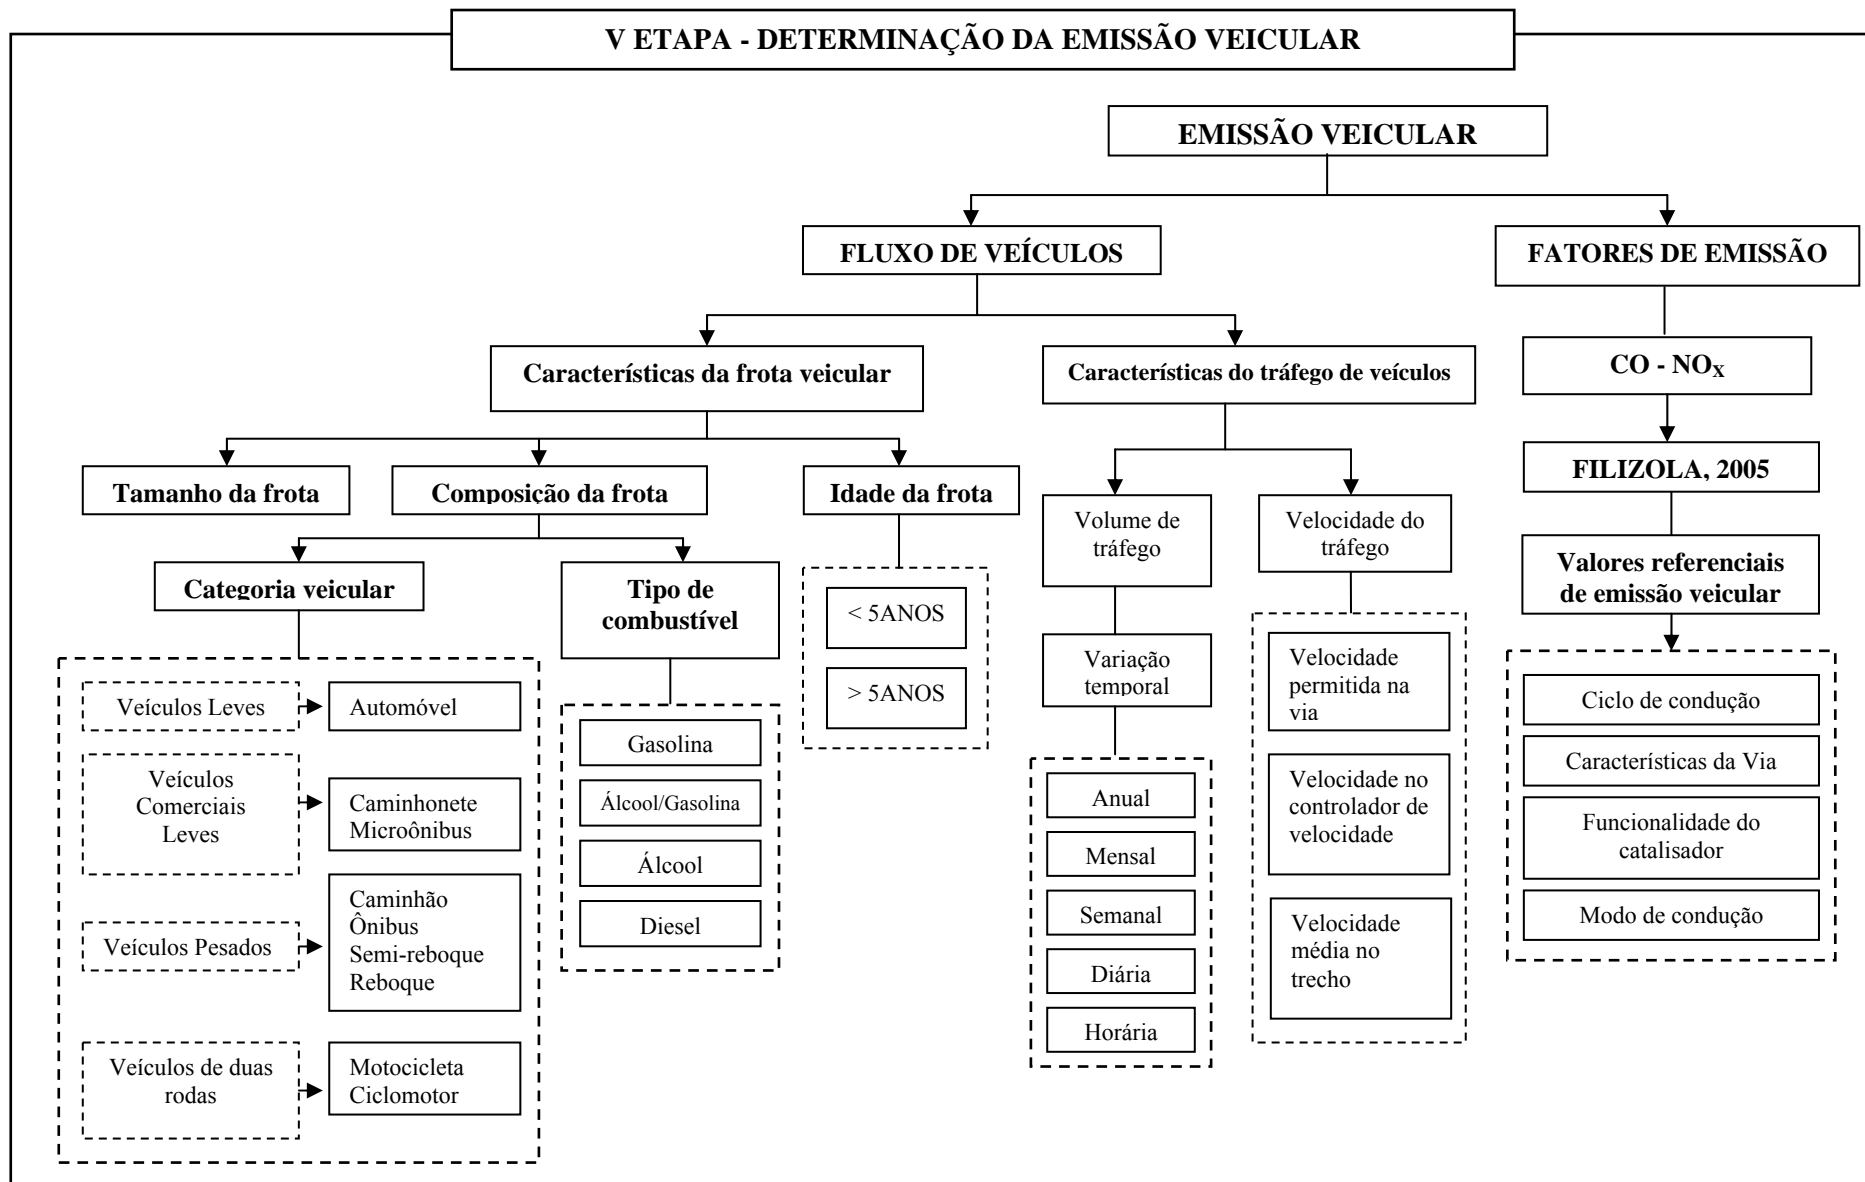 V ETAPA - DETERMINAÇÃO DA EMISSÃO VEICULAR
EMISSÃO VEICULAR
FLUXO DE VEÍCULOS
FATORES DE EMISSÃO
Características da frota veicular
Características do tráfego de veículos
CO - NOX
Tamanho da frota
Composição da frota
Idade da frota
Volume de
tráfego
Velocidade do
tráfego
FILIZOLA, 2005
Categoria veicular
Tipo de
combustível
< 5ANOS
> 5ANOS
Variação
temporal
Valores referenciais
de emissão veicular
Veículos Leves
Automóvel
Veículos
Comerciais
Leves
Caminhonete
Microônibus
Veículos Pesados
Caminhão
Ônibus
Semi-reboque
Reboque
Veículos de duas
rodas
Motocicleta
Ciclomotor
Gasolina
Álcool/Gasolina
Álcool
Diesel
Anual
Mensal
Semanal
Diária
Horária
Velocidade
permitida na
via
Velocidade no
controlador de
velocidade
Velocidade
média no
trecho
Ciclo de condução
Características da Via
Funcionalidade do
catalisador
Modo de condução